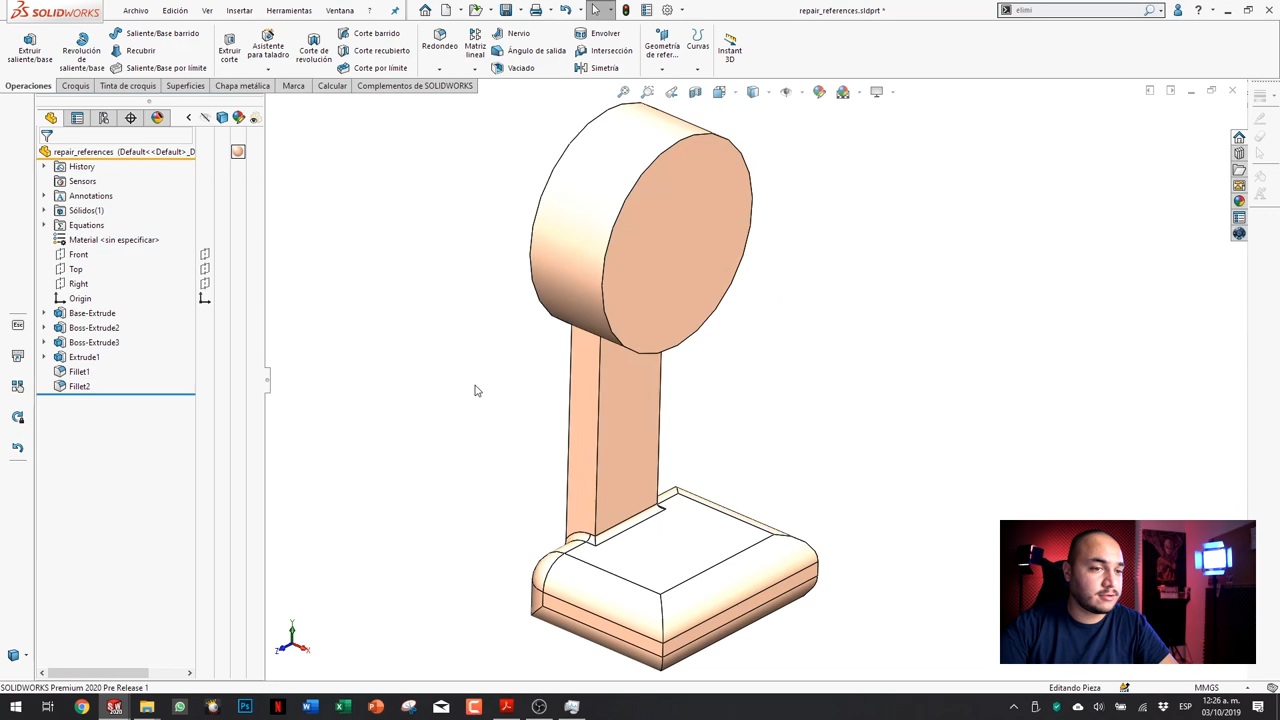 SOLIDWORKS Archivo Edición Ver Insertar Herramientas Ventana ? repair_references.sldprt * elimi
Extruir saliente/base
Revolución de saliente/base
Saliente/Base barrido
Recubrir
Saliente/Base por límite
Extruir corte
Asistente para taladro
Corte de revolución
Corte barrido
Corte recubierto
Corte por límite
Redondeo
Matriz lineal
Nervio
Ángulo de salida
Vaciado
Envolver
Intersección
Simetría
Geometría de refer...
Curvas
Instant 3D
Operaciones Croquis Tinta de croquis Superficies Chapa metálica Marca Calcular Complementos de SOLIDWORKS
repair_references (Default<<Default>_D
History
Sensors
Annotations
Sólidos(1)
Equations
Material <sin especificar>
Front
Top
Right
Origin
Base-Extrude
Boss-Extrude2
Boss-Extrude3
Extrude1
Fillet1
Fillet2
Esc
Y
Z X
SOLIDWORKS Premium 2020 Pre Release 1 Editando Pieza MMGS
ESP 12:26 a. m.
03/10/2019